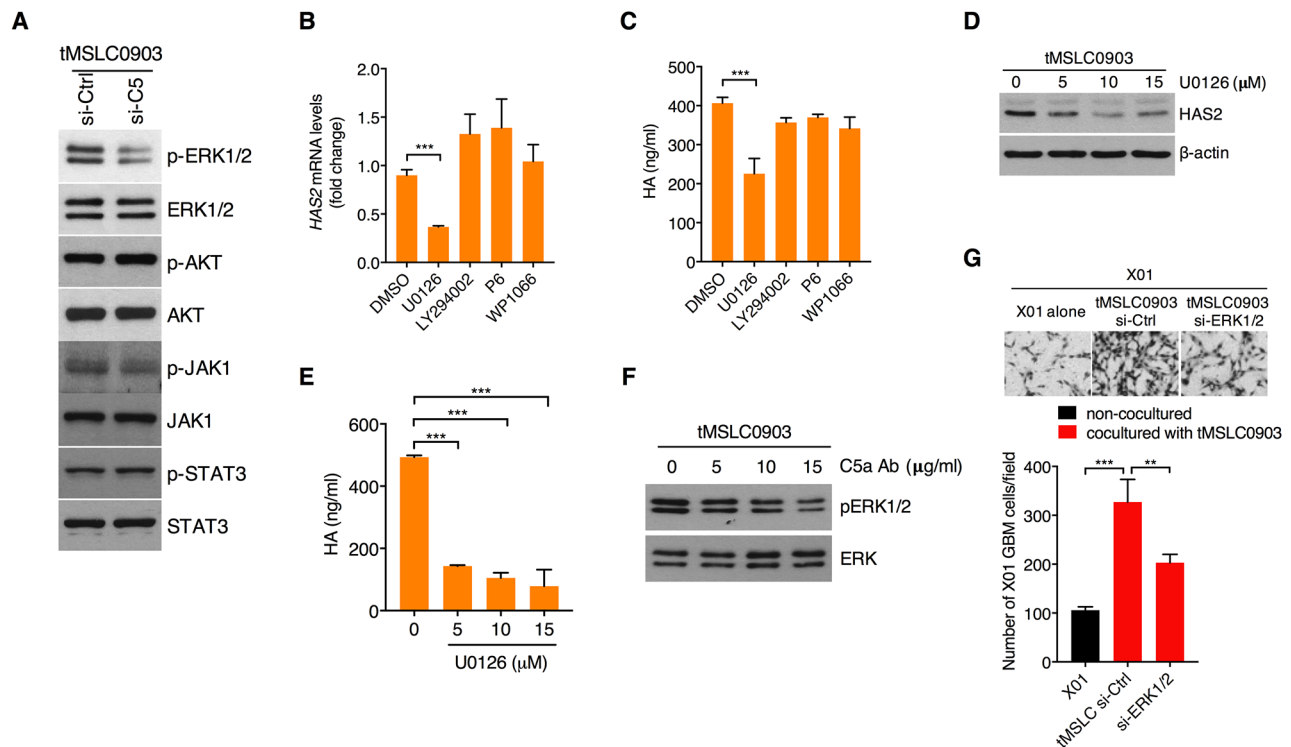 A
tMSLC0903
si-Ctrl
si-C5
p-ERK1/2
ERK1/2
p-AKT
AKT
p-JAK1
JAK1
p-STAT3
STAT3
B
HAS2 mRNA levels
(fold change)
2.0
1.5
1.0
0.5
0.0
***
DMSO
U0126
LY294002
P6
WP1066
C
HA (ng/ml)
500
400
300
200
100
0
***
DMSO
U0126
LY294002
P6
WP1066
D
tMSLC0903
0 5 10 15 U0126 (μM)
HAS2
β-actin
E
HA (ng/ml)
600
400
200
0
***
***
***
0 5 10 15
U0126 (μM)
F
tMSLC0903
0 5 10 15 C5a Ab (μg/ml)
pERK1/2
ERK
G
X01
X01 alone
tMSLC0903
si-Ctrl
tMSLC0903
si-ERK1/2
non-cocultured
cocultured with tMSLC0903
Number of X01 GBM cells/field
400
300
200
100
0
*** **
X01
tMSLC si-Ctrl
si-ERK1/2